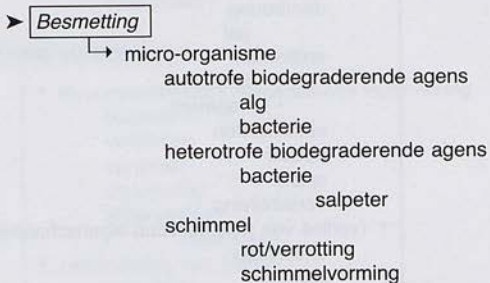 Besmetting
micro-organisme
autotrofe biodegraderende agens
alg
bacterie
heterotrofe biodegraderende agens
bacterie
salpeter
schimmel
rot/verrotting
schimmelvorming